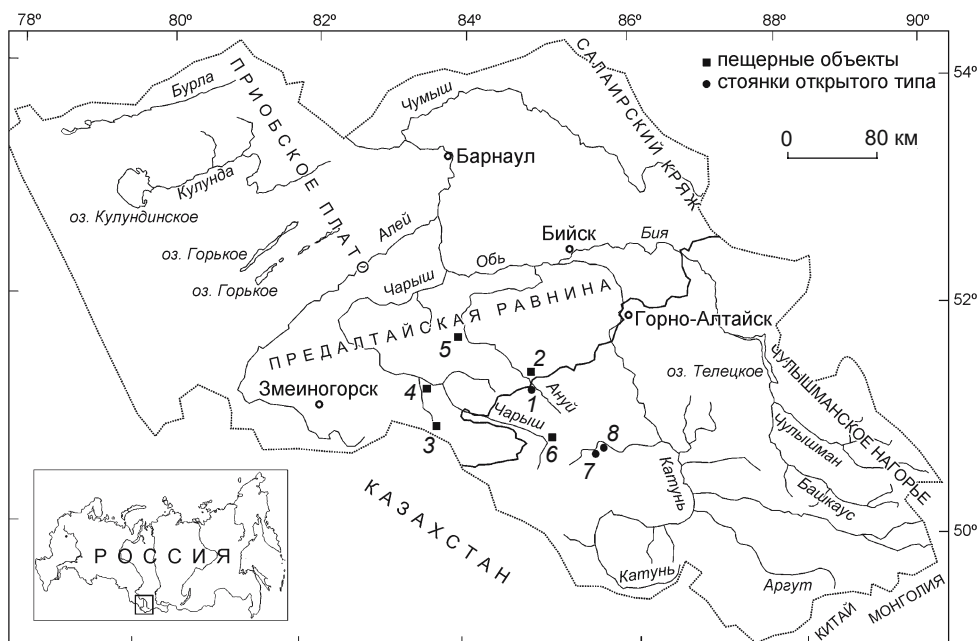 78° 80° 82° 84° 86° 88° 90°
54°
52°
50°
■ пещерные объекты
● стоянки открытого типа
0 80 км
САЛАИРСКИЙ КРЯЖ
ПРИОБСКОЕ ПЛАТО
Бурла
Чумыш
Барнаул
Кулунда
оз. Кулундинское
Алей
оз. Горькое
оз. Горькое
Бийск
Бия
Обь
Чарыш
ПРЕДАЛТАЙСКАЯ РАВНИНА
Горно-Алтайск
5
2
оз. Телецкое
ЧУЛЫШМАНСКОЕ НАГОРЬЕ
Змеиногорск
4
1
Ануй
Чарыш
3
6
8
7
Чулышман
Катунь
Башкаус
КАЗАХСТАН
РОССИЯ
Катунь
Аргут
КИТАЙ
МОНГОЛИЯ